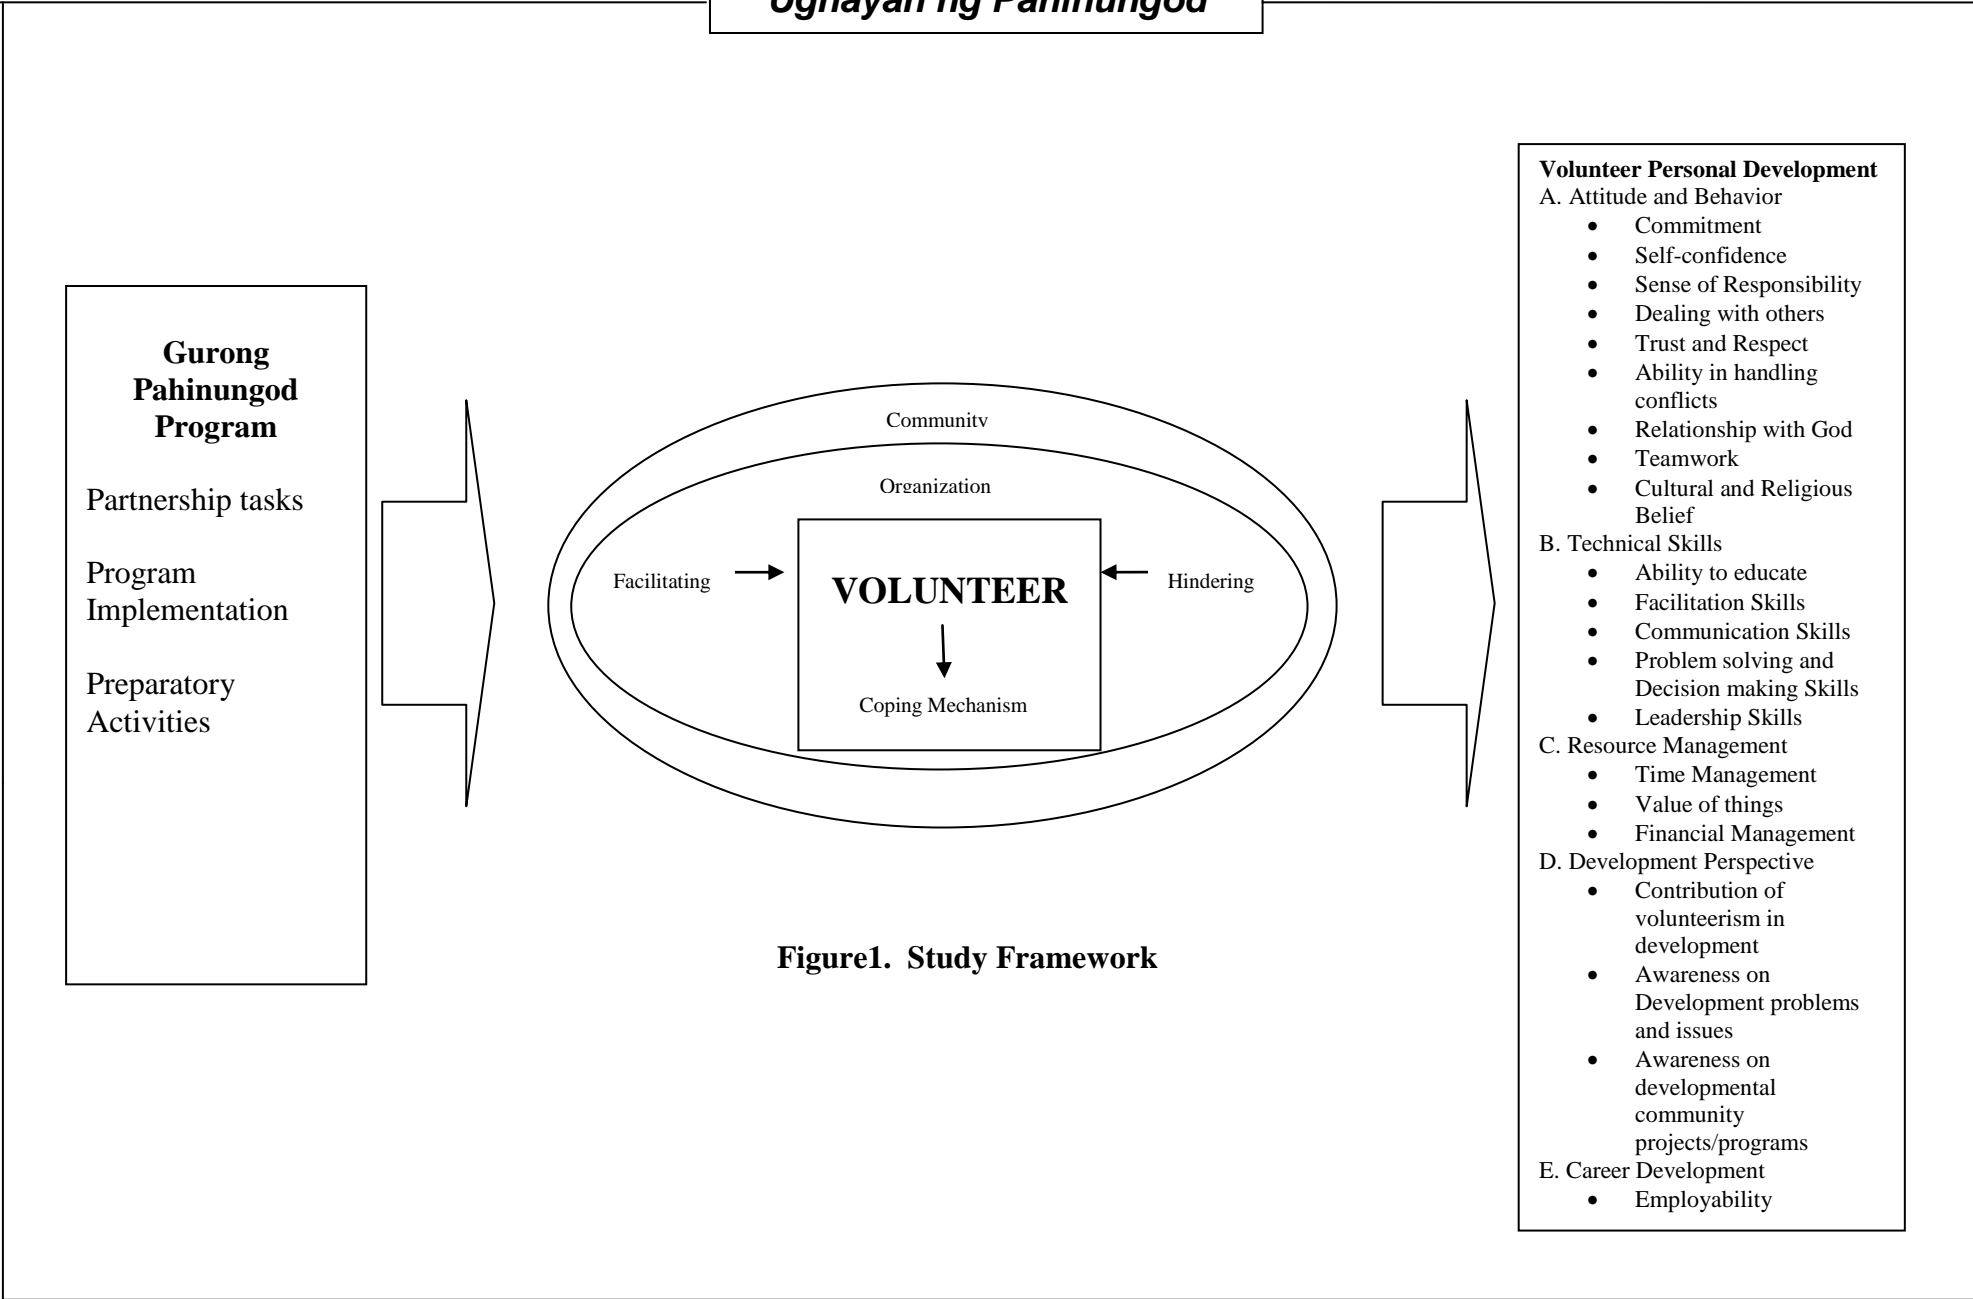 Ugnayan ng Pahinungod
Gurong
Pahinungod
Program
Partnership tasks
Program
Implementation
Preparatory
Activities
Community
Organization
Facilitating
VOLUNTEER
Hindering
Coping Mechanism
Figure1. Study Framework
Volunteer Personal Development
A. Attitude and Behavior
• Commitment
• Self-confidence
• Sense of Responsibility
• Dealing with others
• Trust and Respect
• Ability in handling
conflicts
• Relationship with God
• Teamwork
• Cultural and Religious
Belief
B. Technical Skills
• Ability to educate
• Facilitation Skills
• Communication Skills
• Problem solving and
Decision making Skills
• Leadership Skills
C. Resource Management
• Time Management
• Value of things
• Financial Management
D. Development Perspective
• Contribution of
volunteerism in
development
• Awareness on
Development problems
and issues
• Awareness on
developmental
community
projects/programs
E. Career Development
• Employability